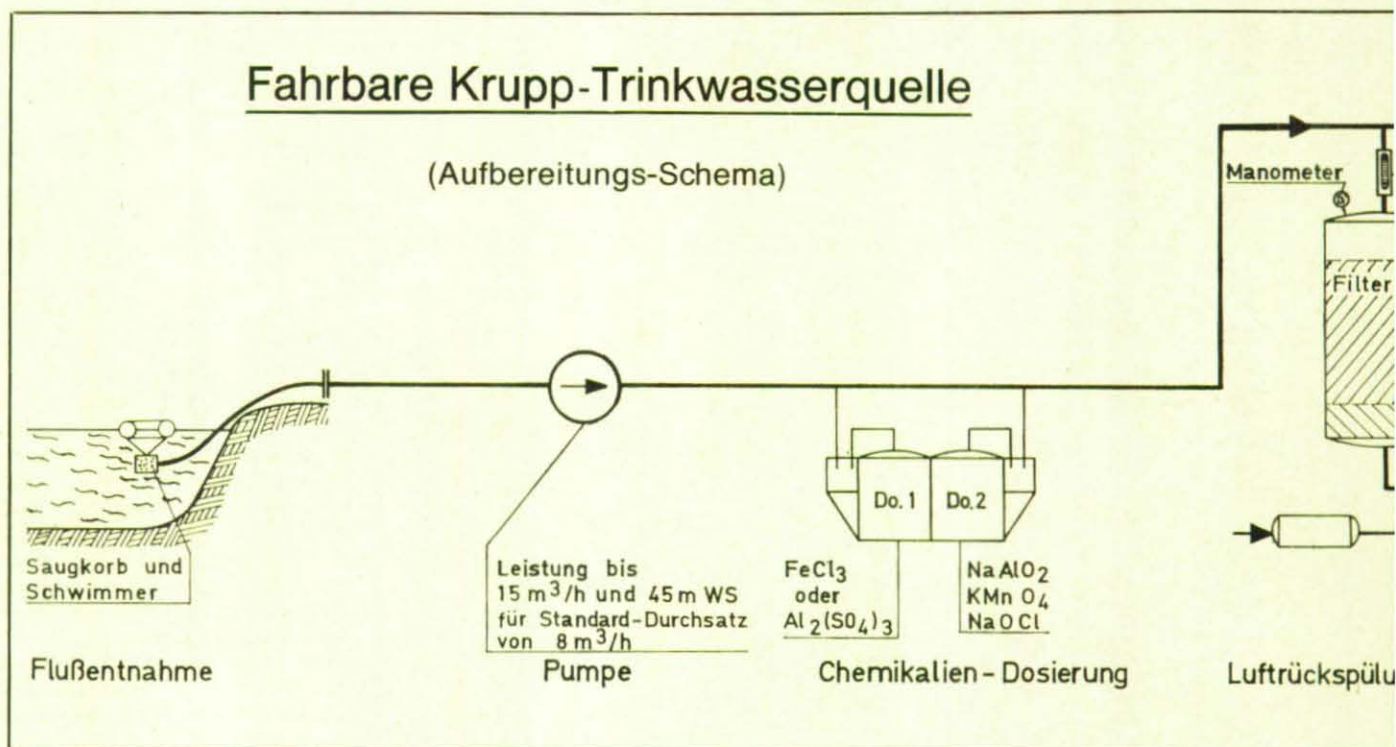 Fahrbare Krupp-Trinkwasserquelle
(Aufbereitungs-Schema)
Manometer
Filter
Do. 1
Do. 2
Saugkorb und
Schwimmer
Leistung bis
15 m³/h und 45 m WS
für Standard-Durchsatz
von 8 m³/h
FeCl₃
oder
Al₂(SO₄)₃
NaAlO₂
KMnO₄
NaOCl
Flußentnahme
Pumpe
Chemikalien-Dosierung
Luftrückspülu